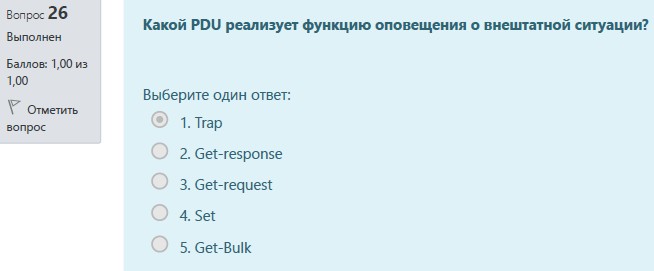 Вопрос 26
Выполнен
Баллов: 1,00 из
1,00
Отметить
вопрос
Какой PDU реализует функцию оповещения о внештатной ситуации?
Выберите один ответ:
1. Trap
2. Get-response
3. Get-request
4. Set
5. Get-Bulk